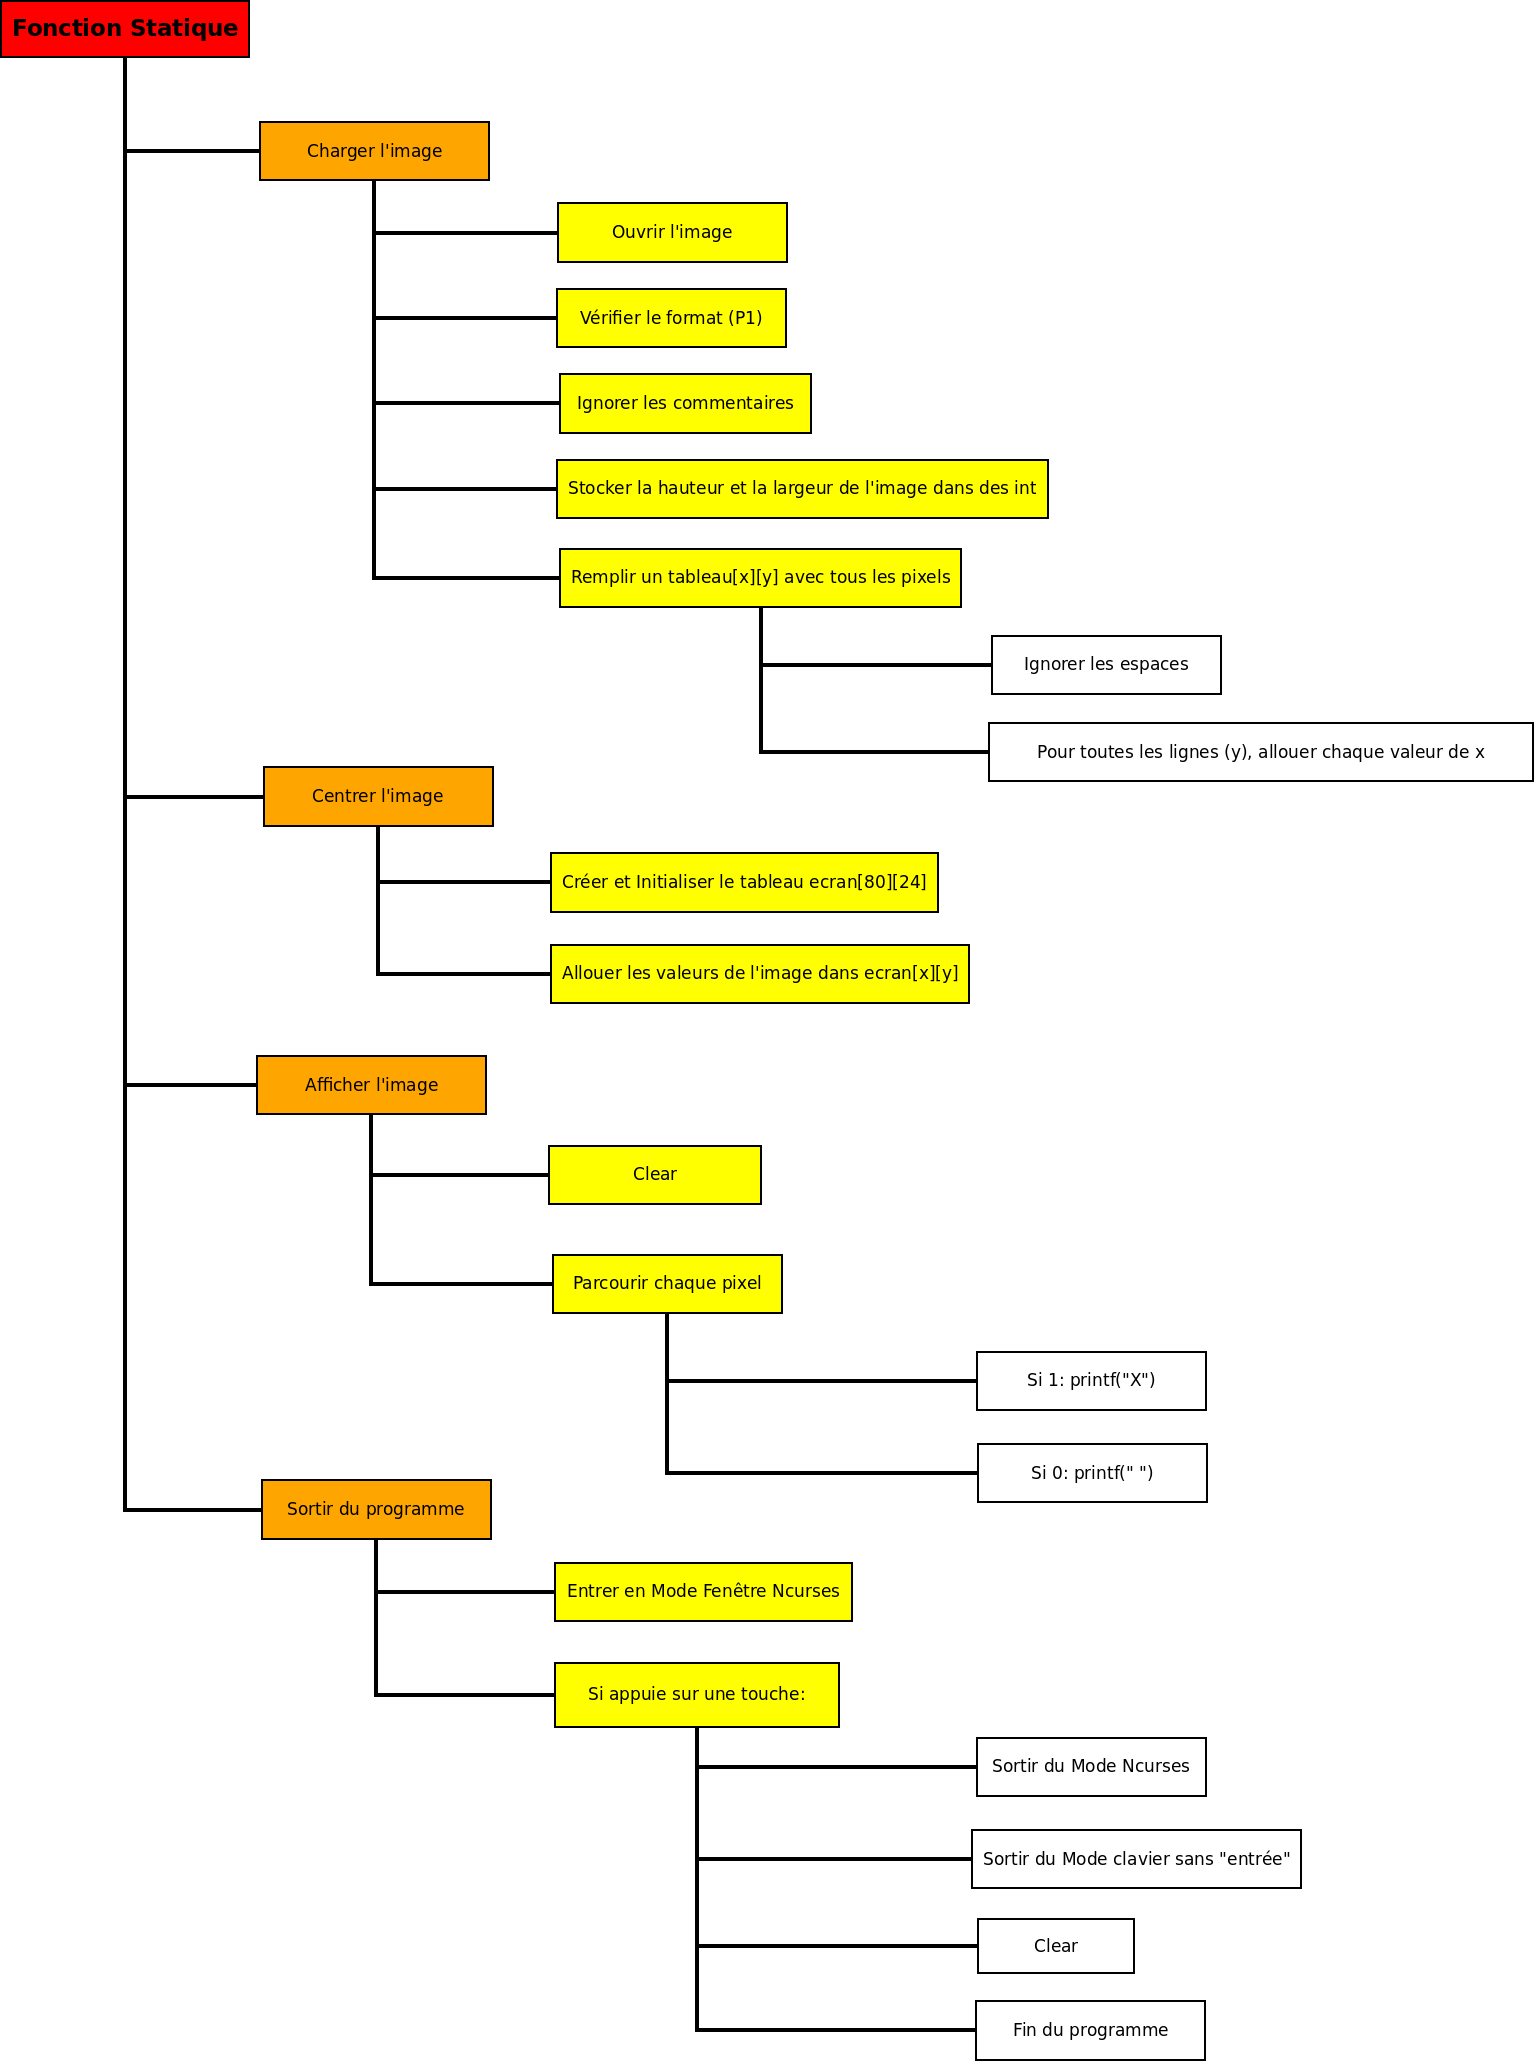 Fonction Statique
Charger l'image
Ouvrir l'image
Vérifier le format (P1)
Ignorer les commentaires
Stocker la hauteur et la largeur de l'image dans des int
Remplir un tableau[x][y] avec tous les pixels
Ignorer les espaces
Pour toutes les lignes (y), allouer chaque valeur de x
Centrer l'image
Créer et Initialiser le tableau ecran[80][24]
Allouer les valeurs de l'image dans ecran[x][y]
Afficher l'image
Clear
Parcourir chaque pixel
Si 1: printf("X")
Si 0: printf(" ")
Sortir du programme
Entrer en Mode Fenêtre Ncurses
Si appuie sur une touche:
Sortir du Mode Ncurses
Sortir du Mode clavier sans "entrée"
Clear
Fin du programme